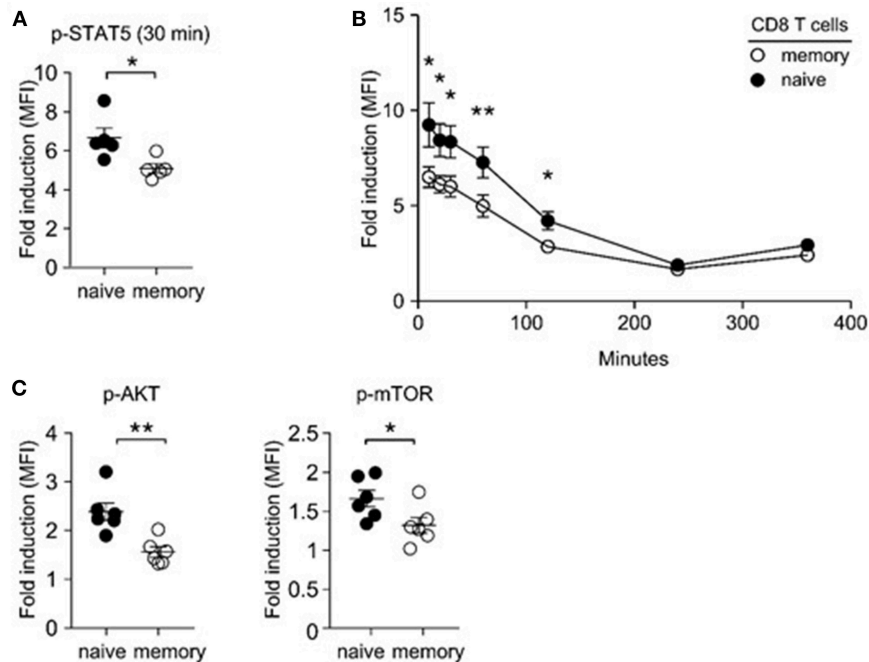 A
p-STAT5 (30 min)
*
Fold induction (MFI)
10
8
6
4
2
0
naive memory
B
CD8 T cells
memory
naive
*
*
*
**
*
Fold induction (MFI)
15
10
5
0
0 100 200 300 400
Minutes
C
p-AKT
**
Fold induction (MFI)
4
3
2
1
0
naive memory
p-mTOR
*
Fold induction (MFI)
2.5
2
1.5
1
0.5
0
naive memory